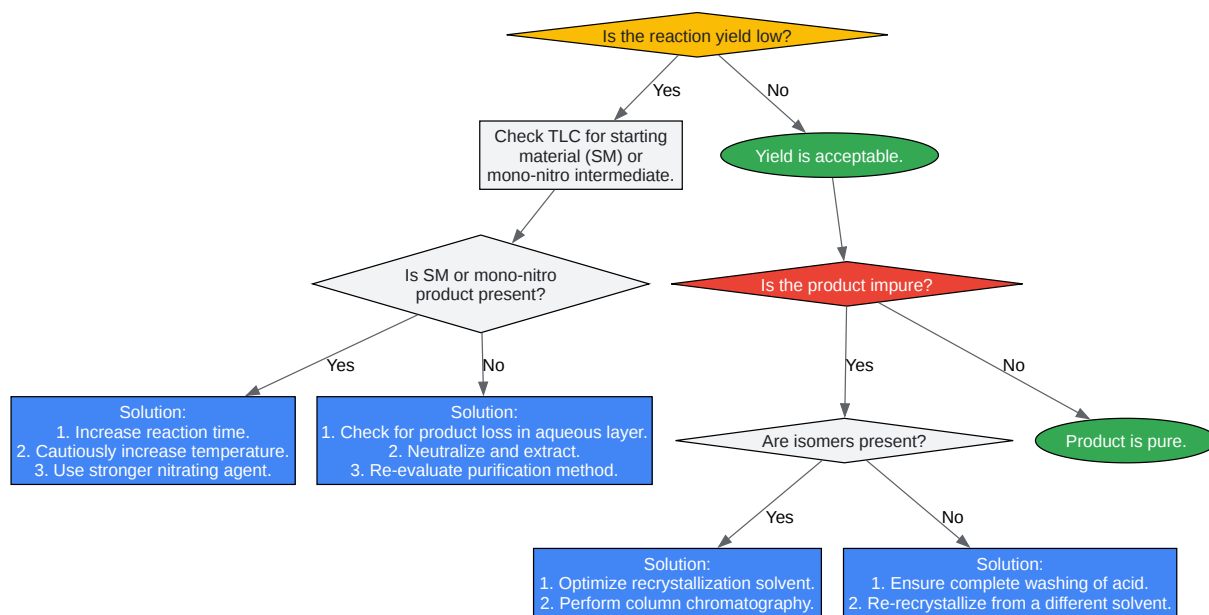 Is the reaction yield low?
Yes
No
Check TLC for starting
material (SM) or
mono-nitro intermediate.
Yield is acceptable.
Is SM or mono-nitro
product present?
Is the product impure?
Yes
No
Yes
No
Solution:
1. Increase reaction time.
2. Cautiously increase temperature.
3. Use stronger nitrating agent.
Solution:
1. Check for product loss in aqueous layer.
2. Neutralize and extract.
3. Re-evaluate purification method.
Are isomers present?
Product is pure.
Yes
No
Solution:
1. Optimize recrystallization solvent.
2. Perform column chromatography.
Solution:
1. Ensure complete washing of acid.
2. Re-recrystallize from a different solvent.